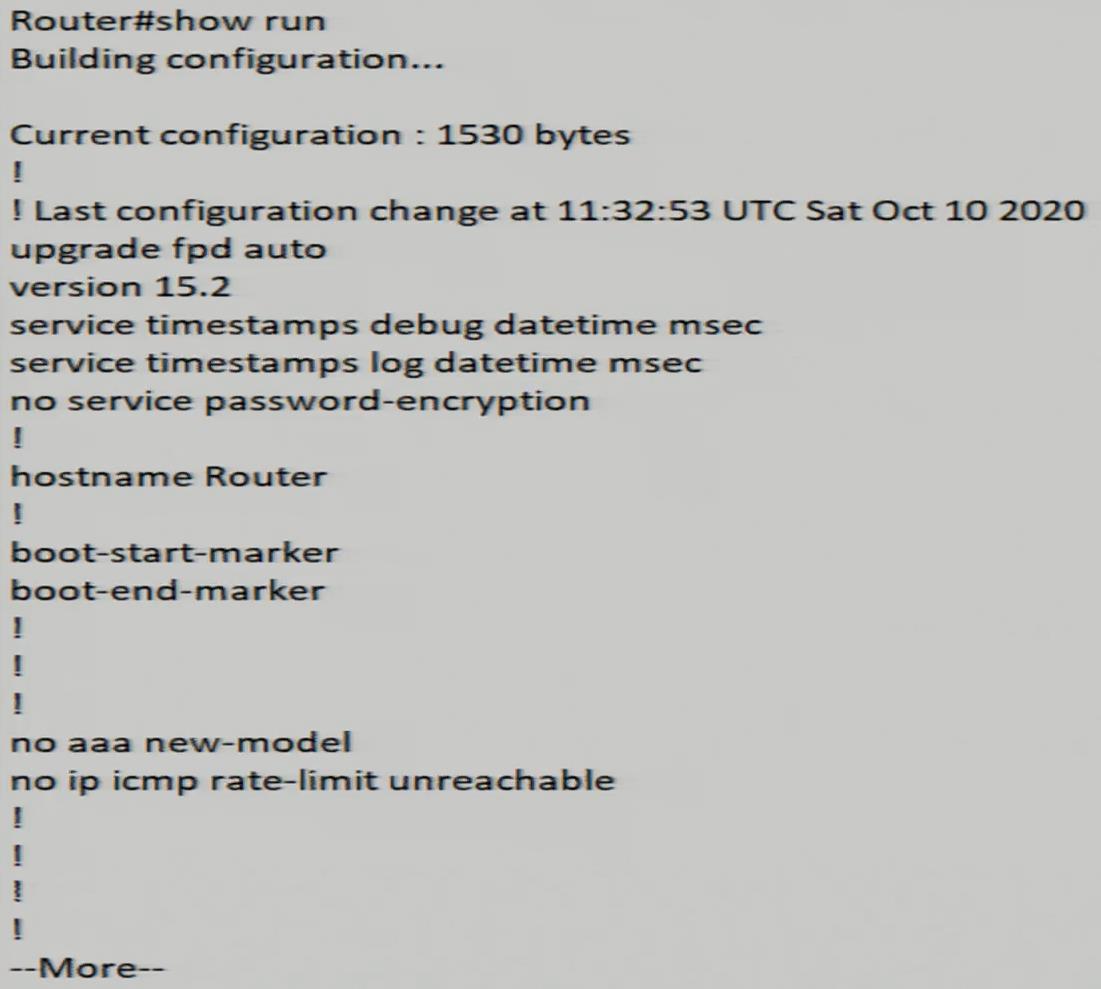 Router#show run
Building configuration...
Current configuration : 1530 bytes
!
! Last configuration change at 11:32:53 UTC Sat Oct 10 2020
upgrade fpd auto
version 15.2
service timestamps debug datetime msec
service timestamps log datetime msec
no service password-encryption
!
hostname Router
!
boot-start-marker
boot-end-marker
!
!
!
no aaa new-model
no ip icmp rate-limit unreachable
!
!
!
!
--More--